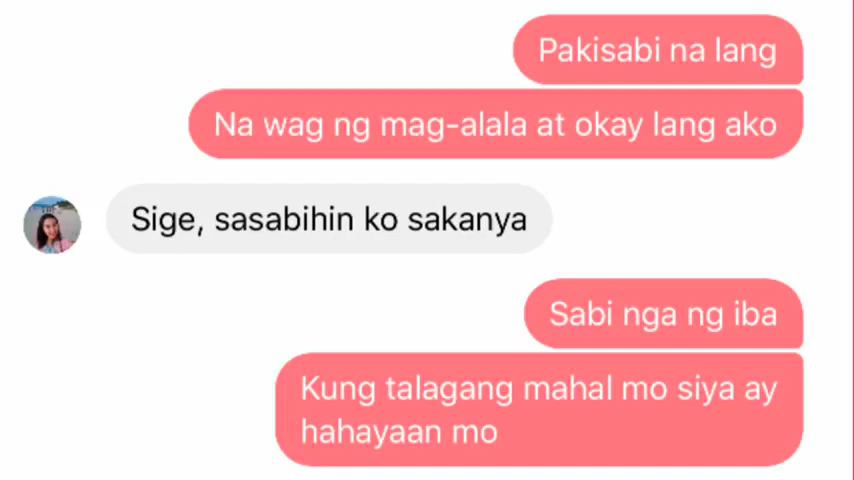 Pakisabi na lang
Na wag ng mag-alala at okay lang ako
Sige, sasabihin ko sakanya
Sabi nga ng iba
Kung talagang mahal mo siya ay
hahayaan mo